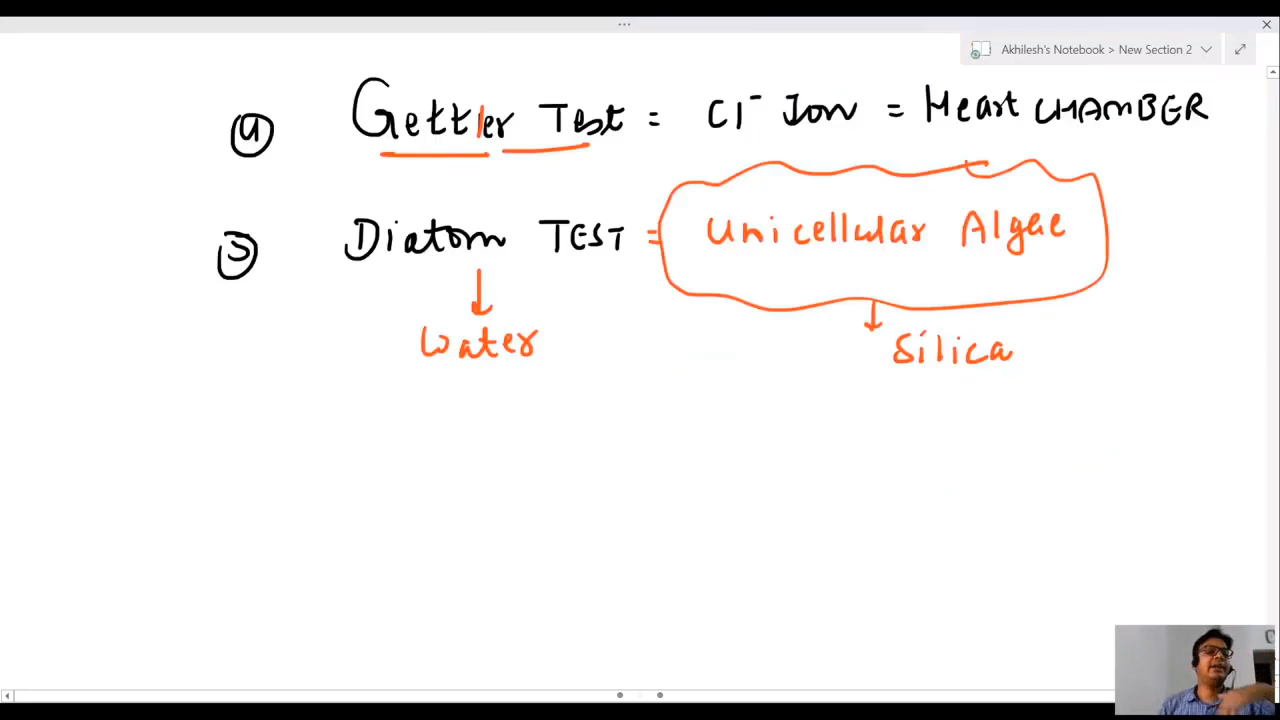 Akhilesh's Notebook > New Section 2
④ Gettler Test = Cl⁻ Ion = Heart CHAMBER
⑤ Diatom TEST = Unicellular Algae
Water
Silica